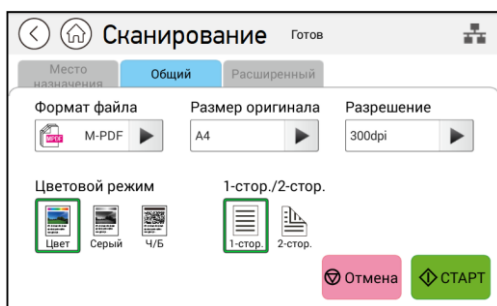 Сканирование Готов
Место назначения
Общий
Расширенный
Формат файла Размер оригинала Разрешение
M-PDF A4 300dpi
Цветовой режим 1-стор./2-стор.
Цвет Серый Ч/Б 1-стор. 2-стор.
Отмена СТАРТ